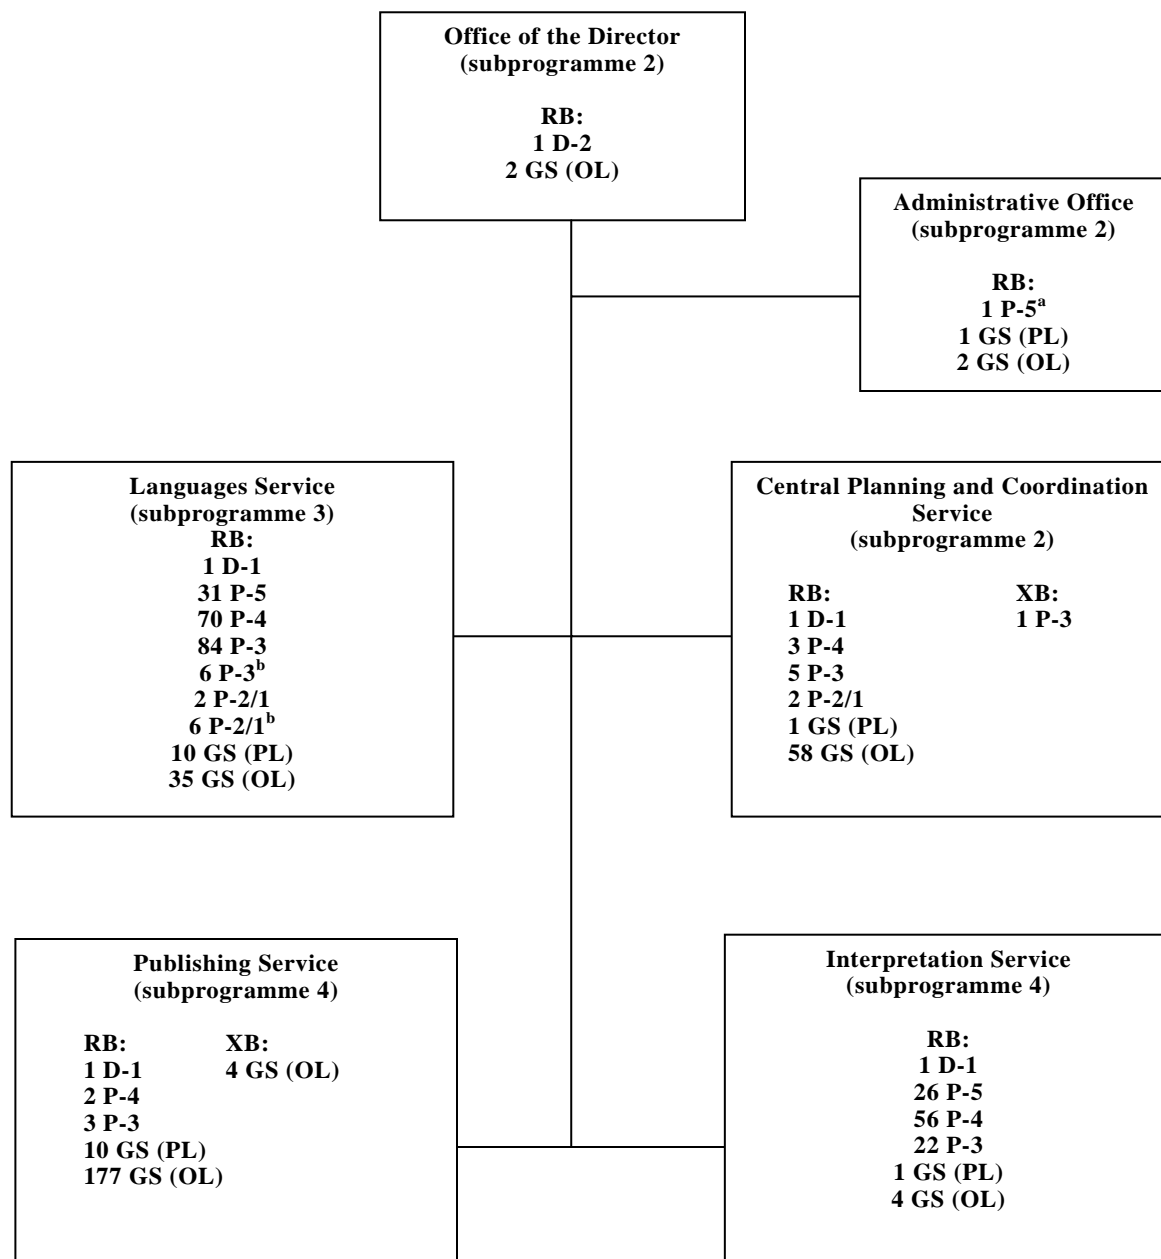 Office of the Director
(subprogramme 2)
RB:
1 D-2
2 GS (OL)
Administrative Office
(subprogramme 2)
RB:
1 P-5ᵃ
1 GS (PL)
2 GS (OL)
Languages Service
(subprogramme 3)
RB:
1 D-1
31 P-5
70 P-4
84 P-3
6 P-3ᵇ
2 P-2/1
6 P-2/1ᵇ
10 GS (PL)
35 GS (OL)
Central Planning and Coordination
Service
(subprogramme 2)
RB:
1 D-1
3 P-4
5 P-3
2 P-2/1
1 GS (PL)
58 GS (OL)
XB:
1 P-3
Publishing Service
(subprogramme 4)
RB:
1 D-1
2 P-4
3 P-3
10 GS (PL)
177 GS (OL)
XB:
4 GS (OL)
Interpretation Service
(subprogramme 4)
RB:
1 D-1
26 P-5
56 P-4
22 P-3
1 GS (PL)
4 GS (OL)